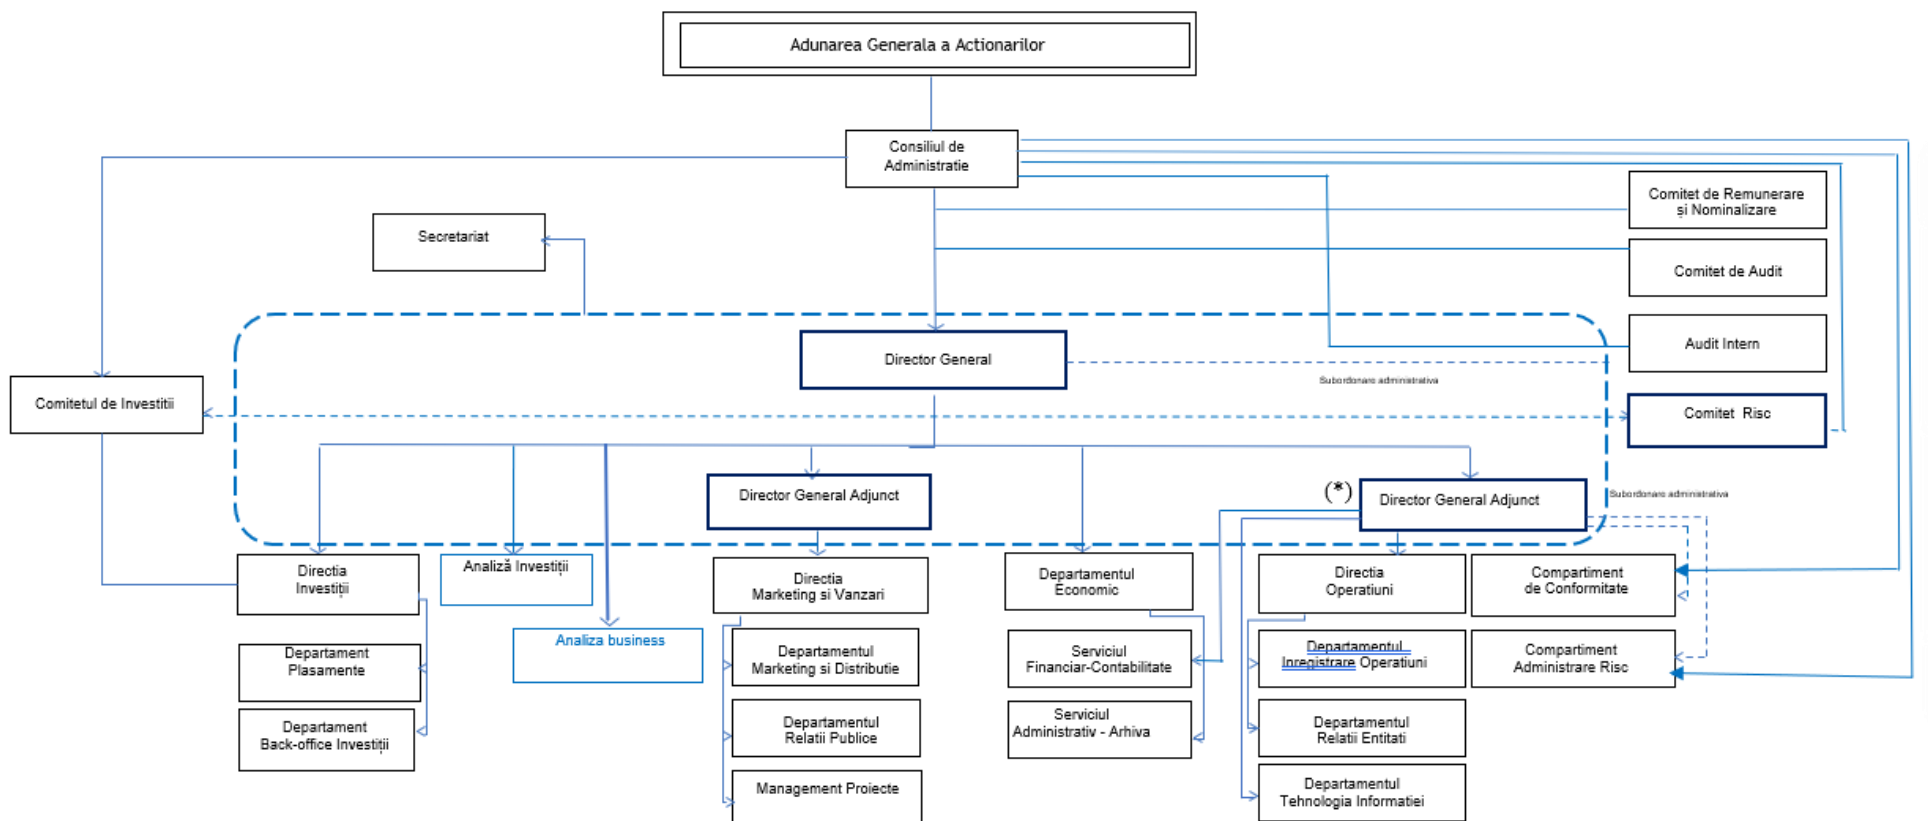 Adunarea Generala a Actionarilor
Consiliul de
Administratie
Comitet de Remunerare
și Nominalizare
Secretariat
Comitet de Audit
Audit Intern
Director General
Subordonare administrativa
Comitetul de Investitii
Comitet Risc
Director General Adjunct
(*)
Director General Adjunct
Subordonare administrativa
Directia
Investiții
Analiză Investiții
Directia
Marketing si Vanzari
Departamentul
Economic
Directia
Operatiuni
Compartiment
de Conformitate
Analiza business
Departament
Plasamente
Departamentul
Marketing si Distributie
Serviciul
Financiar-Contabilitate
Departamentul
Inregistrare Operatiuni
Compartiment
Administrare Risc
Departament
Back-office Investiții
Departamentul
Relatii Publice
Serviciul
Administrativ - Arhiva
Departamentul
Relatii Entitati
Management Proiecte
Departamentul
Tehnologia Informatiei